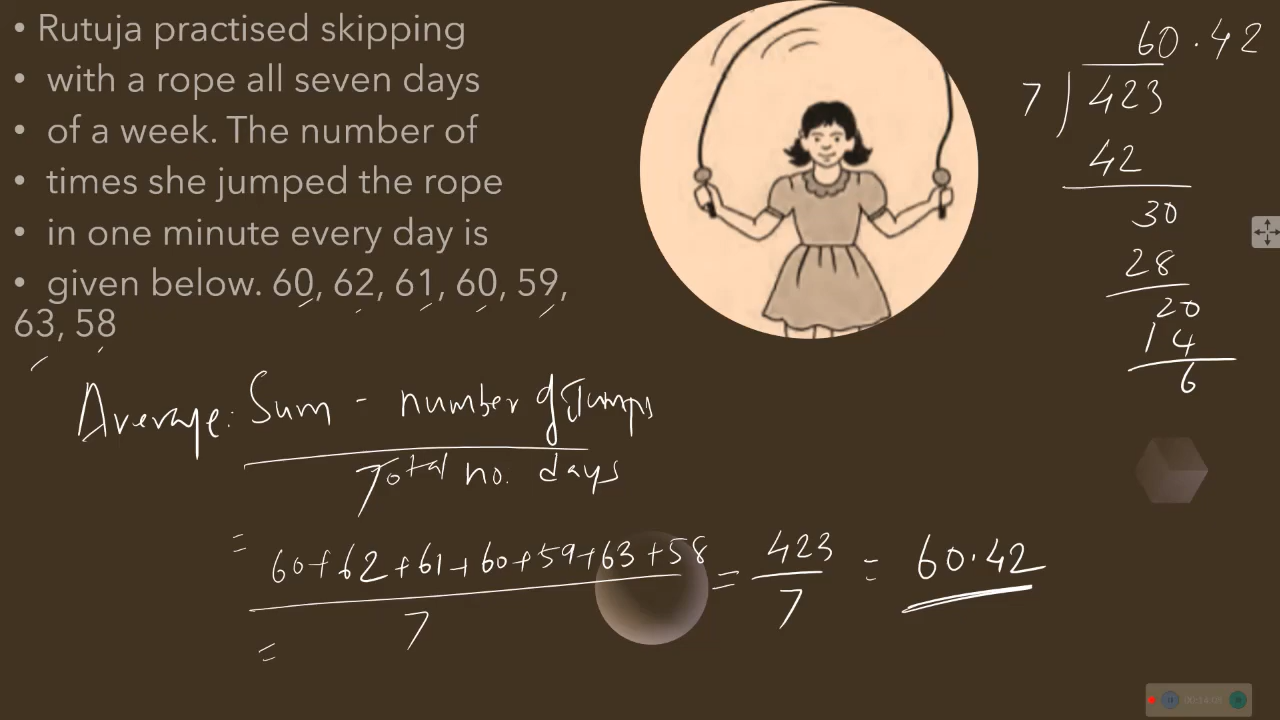 • Rutuja practised skipping
• with a rope all seven days
• of a week. The number of
• times she jumped the rope
• in one minute every day is
• given below. 60, 62, 61, 60, 59,
63, 58
60.42
7 ) 423
42
30
28
20
14
6
Average: Sum - number of Jumps
Total no. days
= 60+62+61+60+59+63+58 = 423 = 60.42
7 7
=
00:14:05